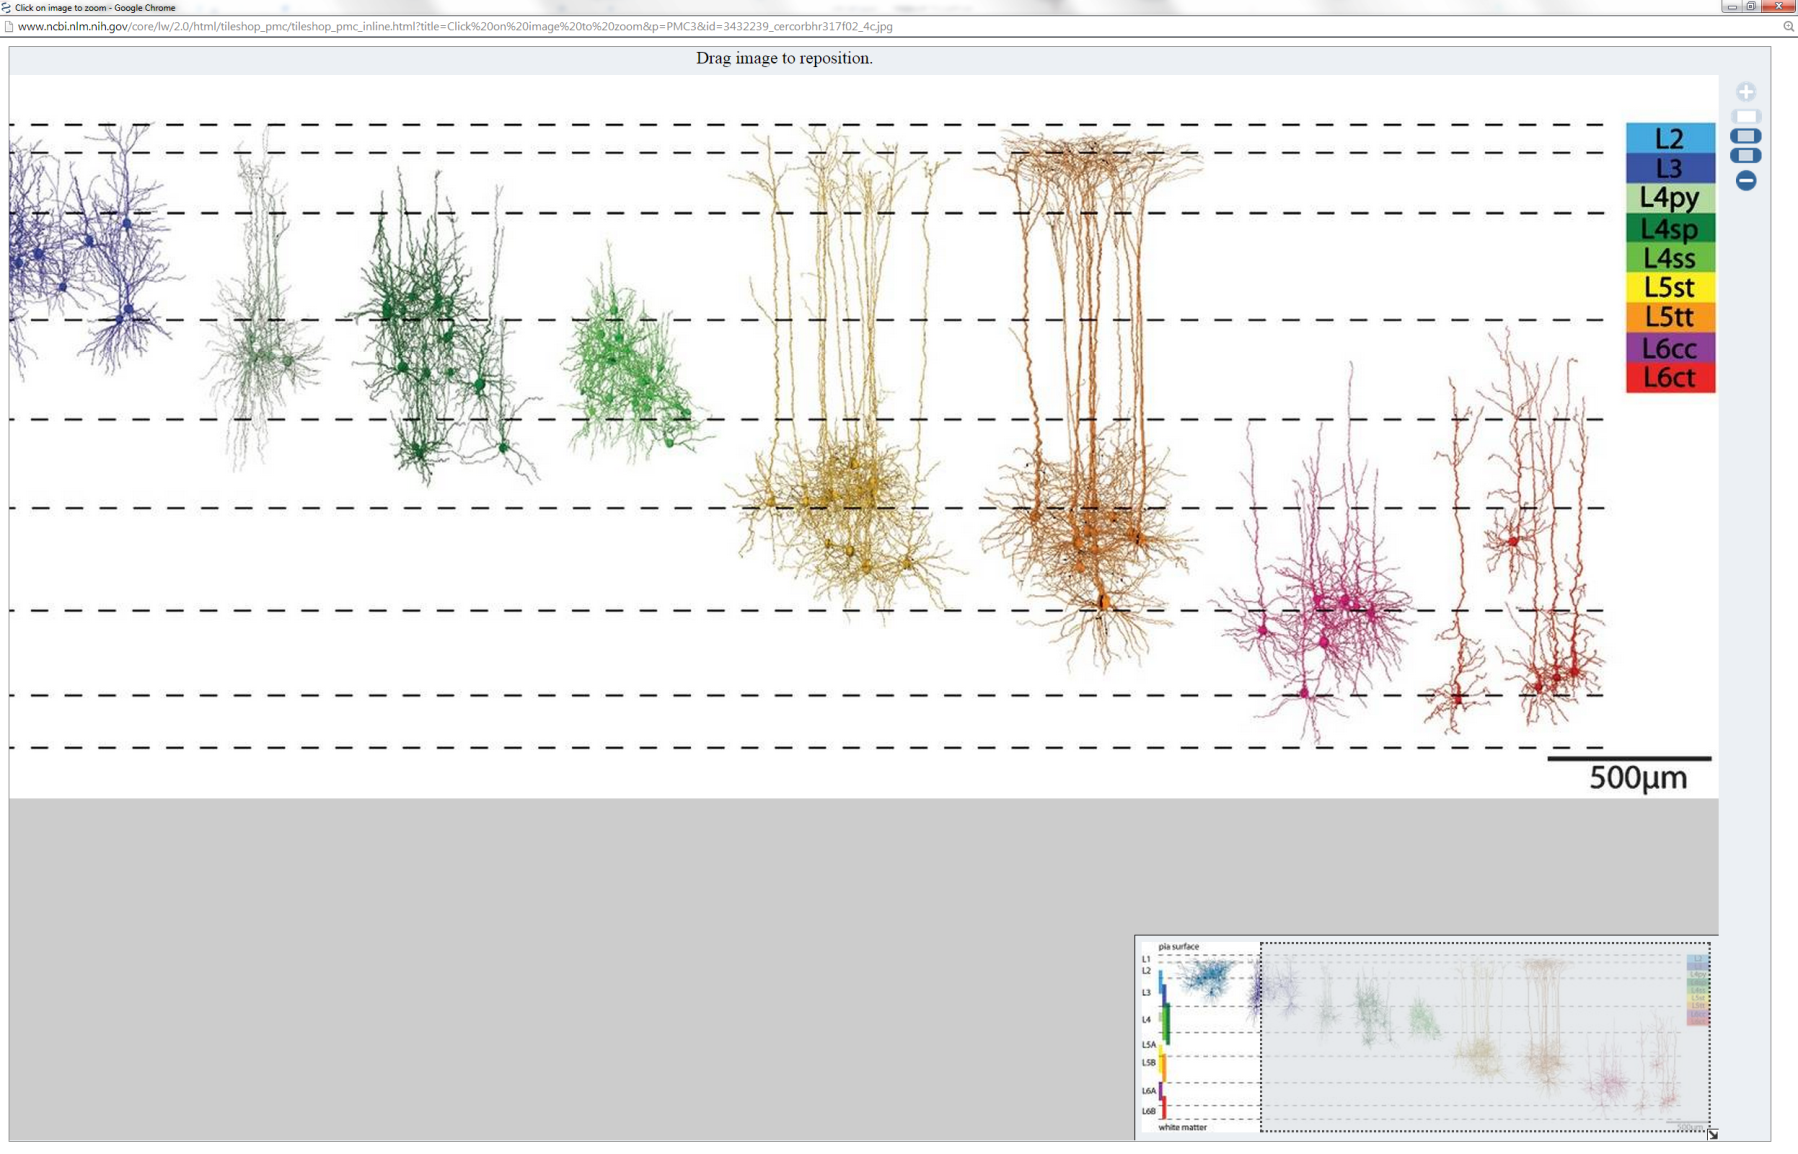 Click on image to zoom - Google Chrome
www.ncbi.nlm.nih.gov/core/lw/2.0/html/tileshop_pmc/tileshop_pmc_inline.html?title=Click%20on%20image%20to%20zoom&p=PMC3&id=3432239_cercorbhr317f02_4c.jpg
Drag image to reposition.
L2
L3
L4py
L4sp
L4ss
L5st
L5tt
L6cc
L6ct
500µm
pia surface
L1
L2
L3
L4
L5A
L5B
L6A
L6B
white matter